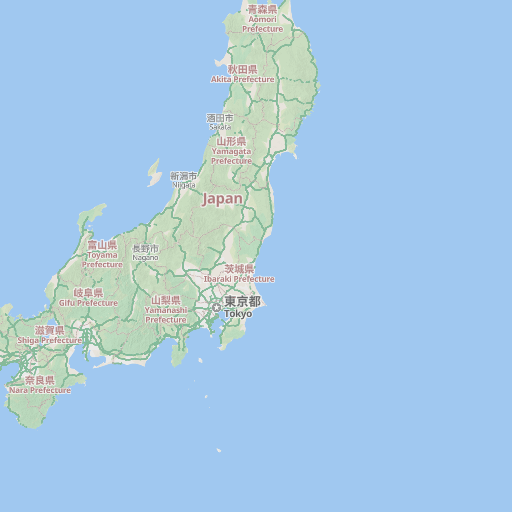 青森県
Aomori
Prefecture
秋田県
Akita Prefecture
酒田市
Sakata
山形県
Yamagata
Prefecture
新潟市
Niigata
Japan
富山県
Toyama
Prefecture
長野市
Nagano
茨城県
Ibaraki Prefecture
岐阜県
Gifu Prefecture
山梨県
Yamanashi
Prefecture
東京都
Tokyo
滋賀県
Shiga Prefecture
奈良県
Nara Prefecture